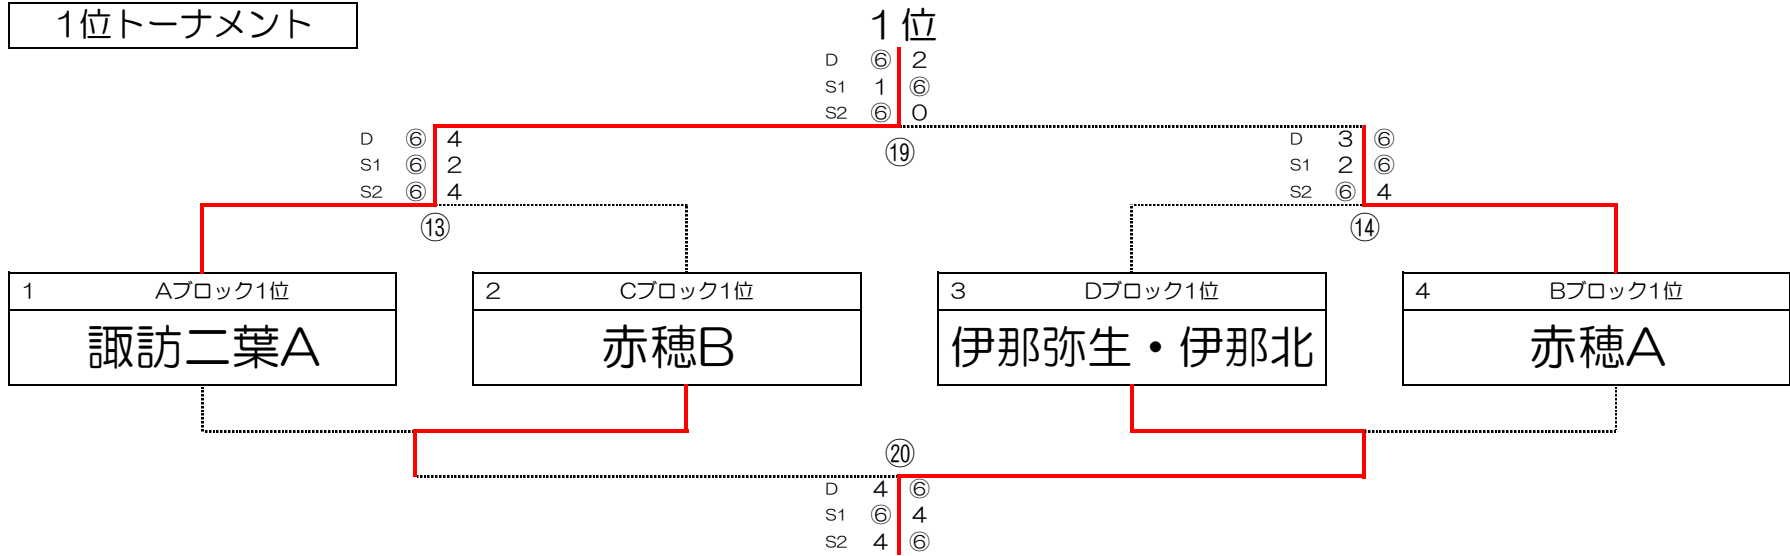 1位トーナメント
1位
D ⑥ 2
S1 1 ⑥
S2 ⑥ 0
⑲
D ⑥ 4
S1 ⑥ 2
S2 ⑥ 4
⑬
D 3 ⑥
S1 2 ⑥
S2 ⑥ 4
⑭
1 Aブロック1位
諏訪二葉A
2 Cブロック1位
赤穂B
3 Dブロック1位
伊那弥生・伊那北
4 Bブロック1位
赤穂A
⑳
D 4 ⑥
S1 ⑥ 4
S2 4 ⑥